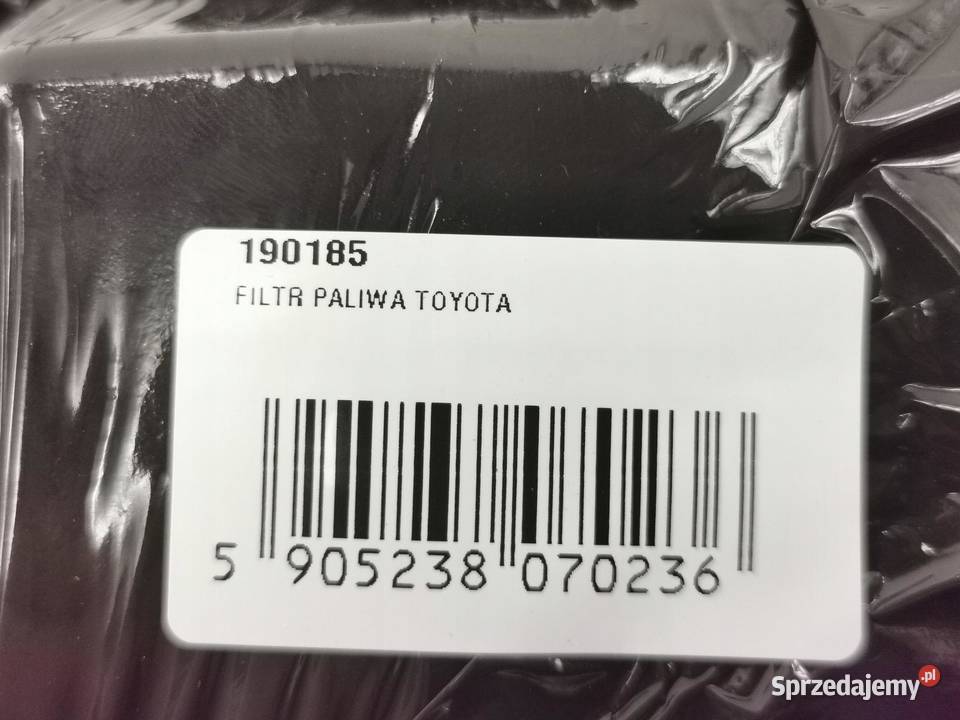 190185
FILTR PALIWA TOYOTA
5 905238 070236
Sprzedajemy.pl